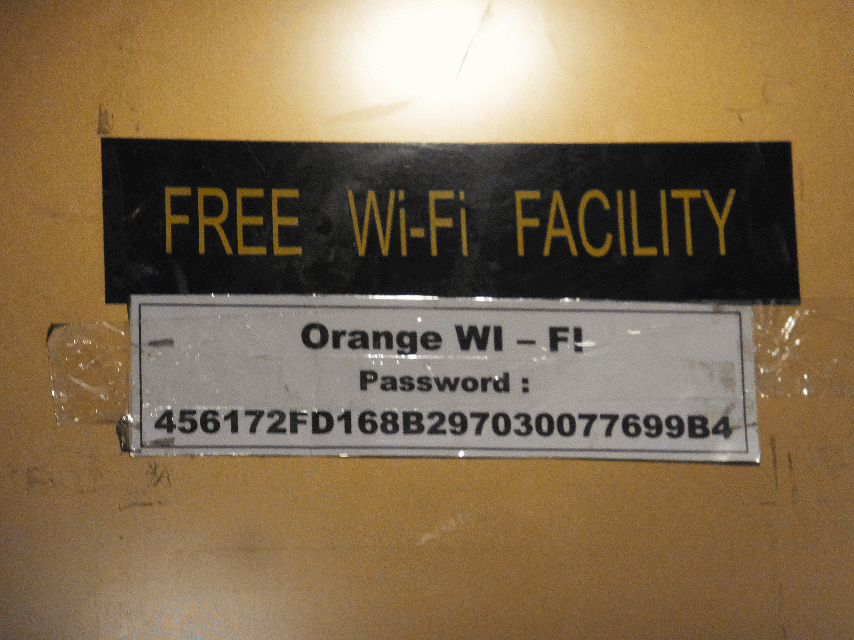 FREE Wi-Fi FACILITY
Orange WI – FI
Password :
456172FD168B297030077699B4